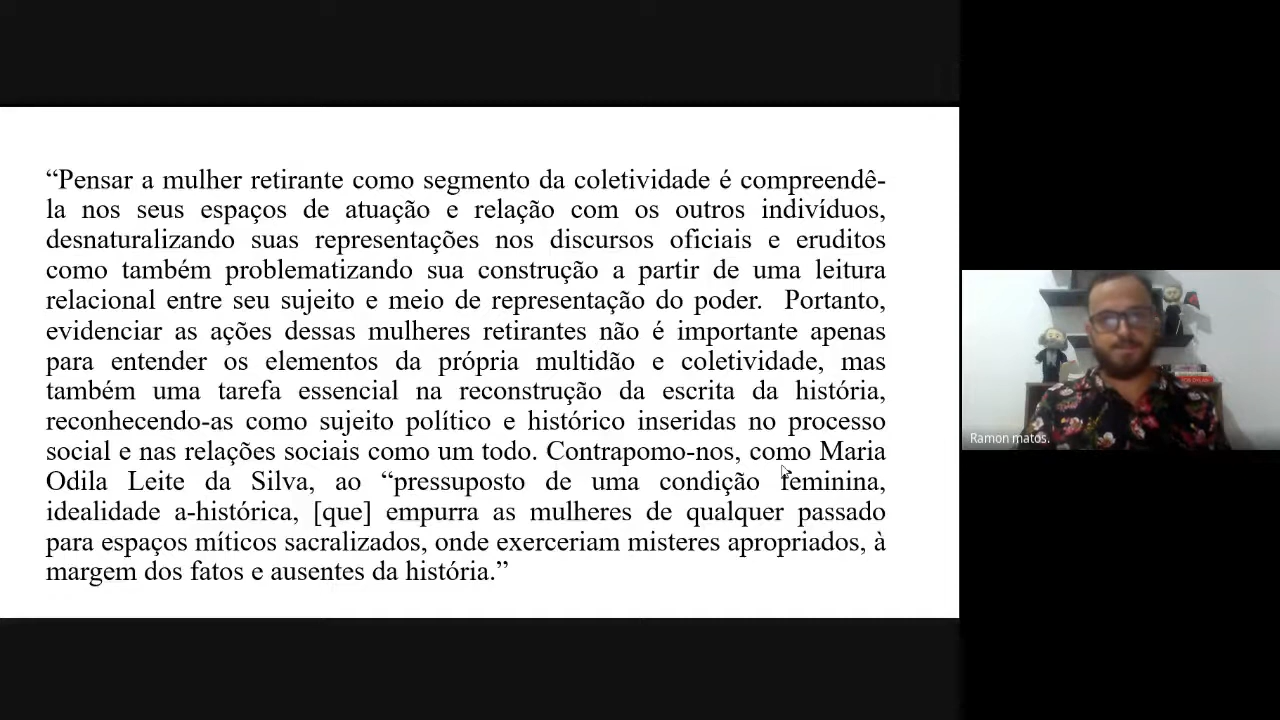 “Pensar a mulher retirante como segmento da coletividade é compreendê-
la nos seus espaços de atuação e relação com os outros indivíduos,
desnaturalizando suas representações nos discursos oficiais e eruditos
como também problematizando sua construção a partir de uma leitura
relacional entre seu sujeito e meio de representação do poder. Portanto,
evidenciar as ações dessas mulheres retirantes não é importante apenas
para entender os elementos da própria multidão e coletividade, mas
também uma tarefa essencial na reconstrução da escrita da história,
reconhecendo-as como sujeito político e histórico inseridas no processo
social e nas relações sociais como um todo. Contrapomo-nos, como Maria
Odila Leite da Silva, ao “pressuposto de uma condição feminina,
idealidade a-histórica, [que] empurra as mulheres de qualquer passado
para espaços míticos sacralizados, onde exerceriam misteres apropriados, à
margem dos fatos e ausentes da história.”
Ramon matos.